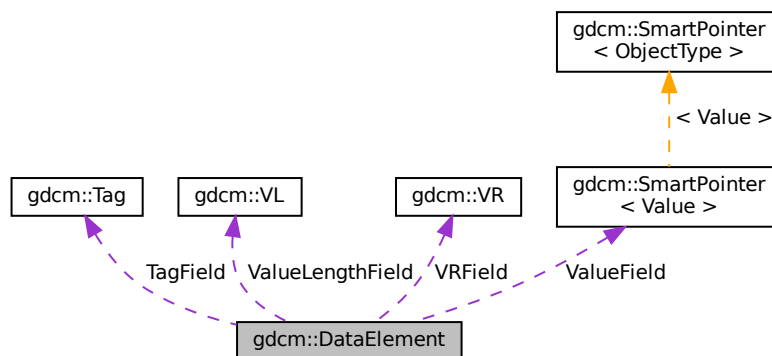 gdcm::SmartPointer
< ObjectType >
< Value >
gdcm::Tag
gdcm::VL
gdcm::VR
gdcm::SmartPointer
< Value >
TagField
ValueLengthField
VRField
ValueField
gdcm::DataElement